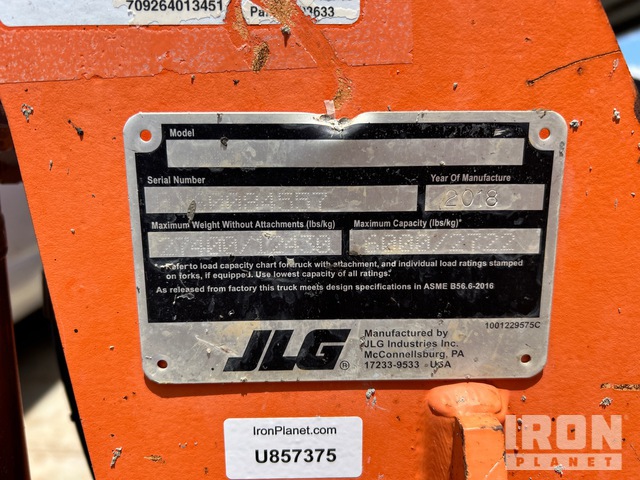 709264013451
Model
Serial Number
Year Of Manufacture
2018
Maximum Weight Without Attachments (lbs/kg)
Maximum Capacity (lbs/kg)*
*Refer to load capacity chart for truck with attachment, and individual load ratings stamped
on forks, if equipped. Use lowest capacity of all ratings.
As released from factory this truck meets design specifications in ASME B56.6-2016
1001229575C
JLG®
Manufactured by
JLG Industries Inc.
McConnellsburg, PA
17233-9533 USA
IronPlanet.com
U857375
IRON
PLANET